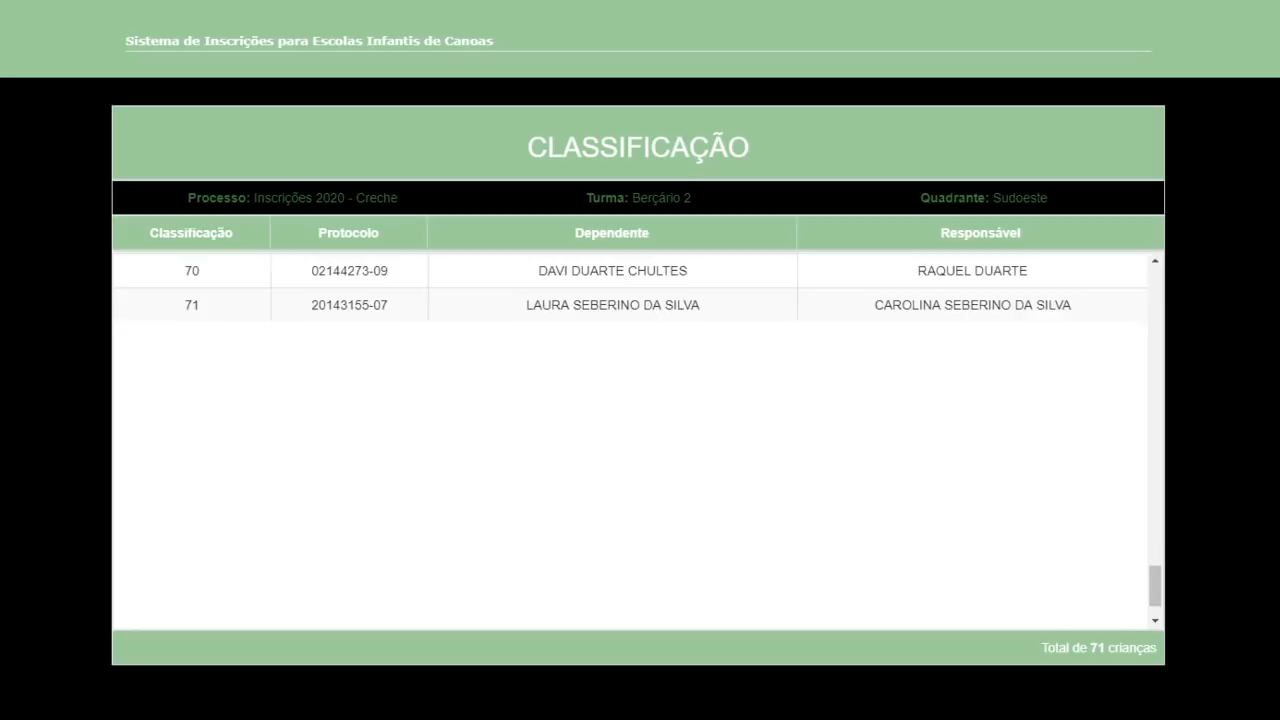 Sistema de Inscrições para Escolas Infantis de Canoas
CLASSIFICAÇÃO
Processo: Inscrições 2020 - Creche Turma: Berçário 2 Quadrante: Sudoeste
Classificação Protocolo Dependente Responsável
70 02144273-09 DAVI DUARTE CHULTES RAQUEL DUARTE
71 20143155-07 LAURA SEBERINO DA SILVA CAROLINA SEBERINO DA SILVA
Total de 71 crianças